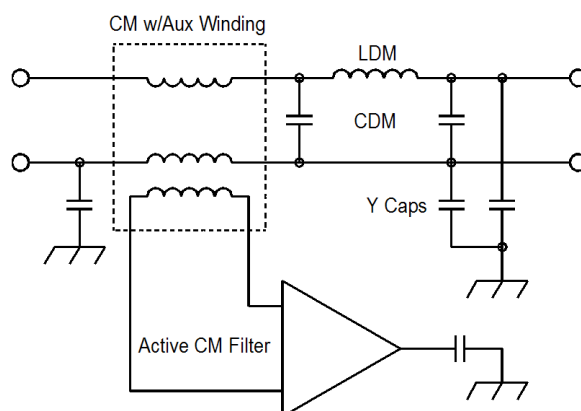 CM w/Aux Winding
LDM
CDM
Y Caps
Active CM Filter